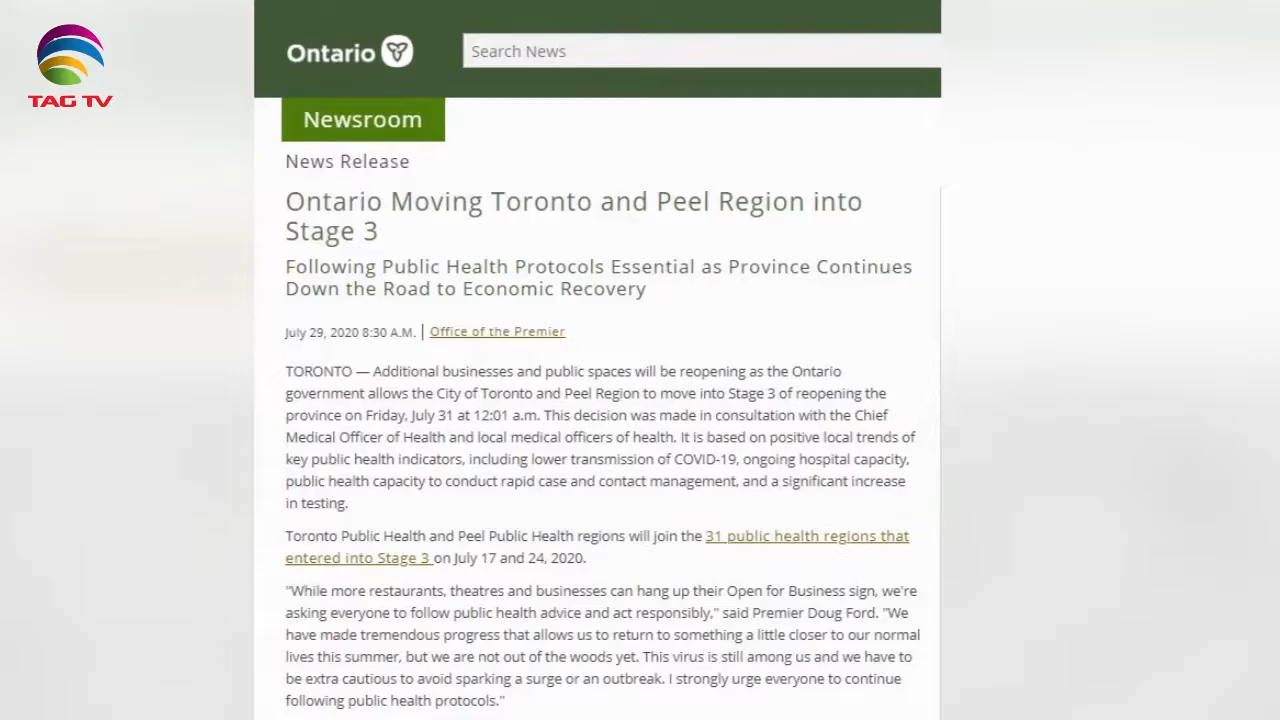 TAG TV
Ontario
Search News
Newsroom
News Release
Ontario Moving Toronto and Peel Region into
Stage 3
Following Public Health Protocols Essential as Province Continues
Down the Road to Economic Recovery
July 29, 2020 8:30 A.M. | Office of the Premier
TORONTO — Additional businesses and public spaces will be reopening as the Ontario
government allows the City of Toronto and Peel Region to move into Stage 3 of reopening the
province on Friday, July 31 at 12:01 a.m. This decision was made in consultation with the Chief
Medical Officer of Health and local medical officers of health. It is based on positive local trends of
key public health indicators, including lower transmission of COVID-19, ongoing hospital capacity,
public health capacity to conduct rapid case and contact management, and a significant increase
in testing.
Toronto Public Health and Peel Public Health regions will join the 31 public health regions that
entered into Stage 3 on July 17 and 24, 2020.
"While more restaurants, theatres and businesses can hang up their Open for Business sign, we're
asking everyone to follow public health advice and act responsibly," said Premier Doug Ford. "We
have made tremendous progress that allows us to return to something a little closer to our normal
lives this summer, but we are not out of the woods yet. This virus is still among us and we have to
be extra cautious to avoid sparking a surge or an outbreak. I strongly urge everyone to continue
following public health protocols."